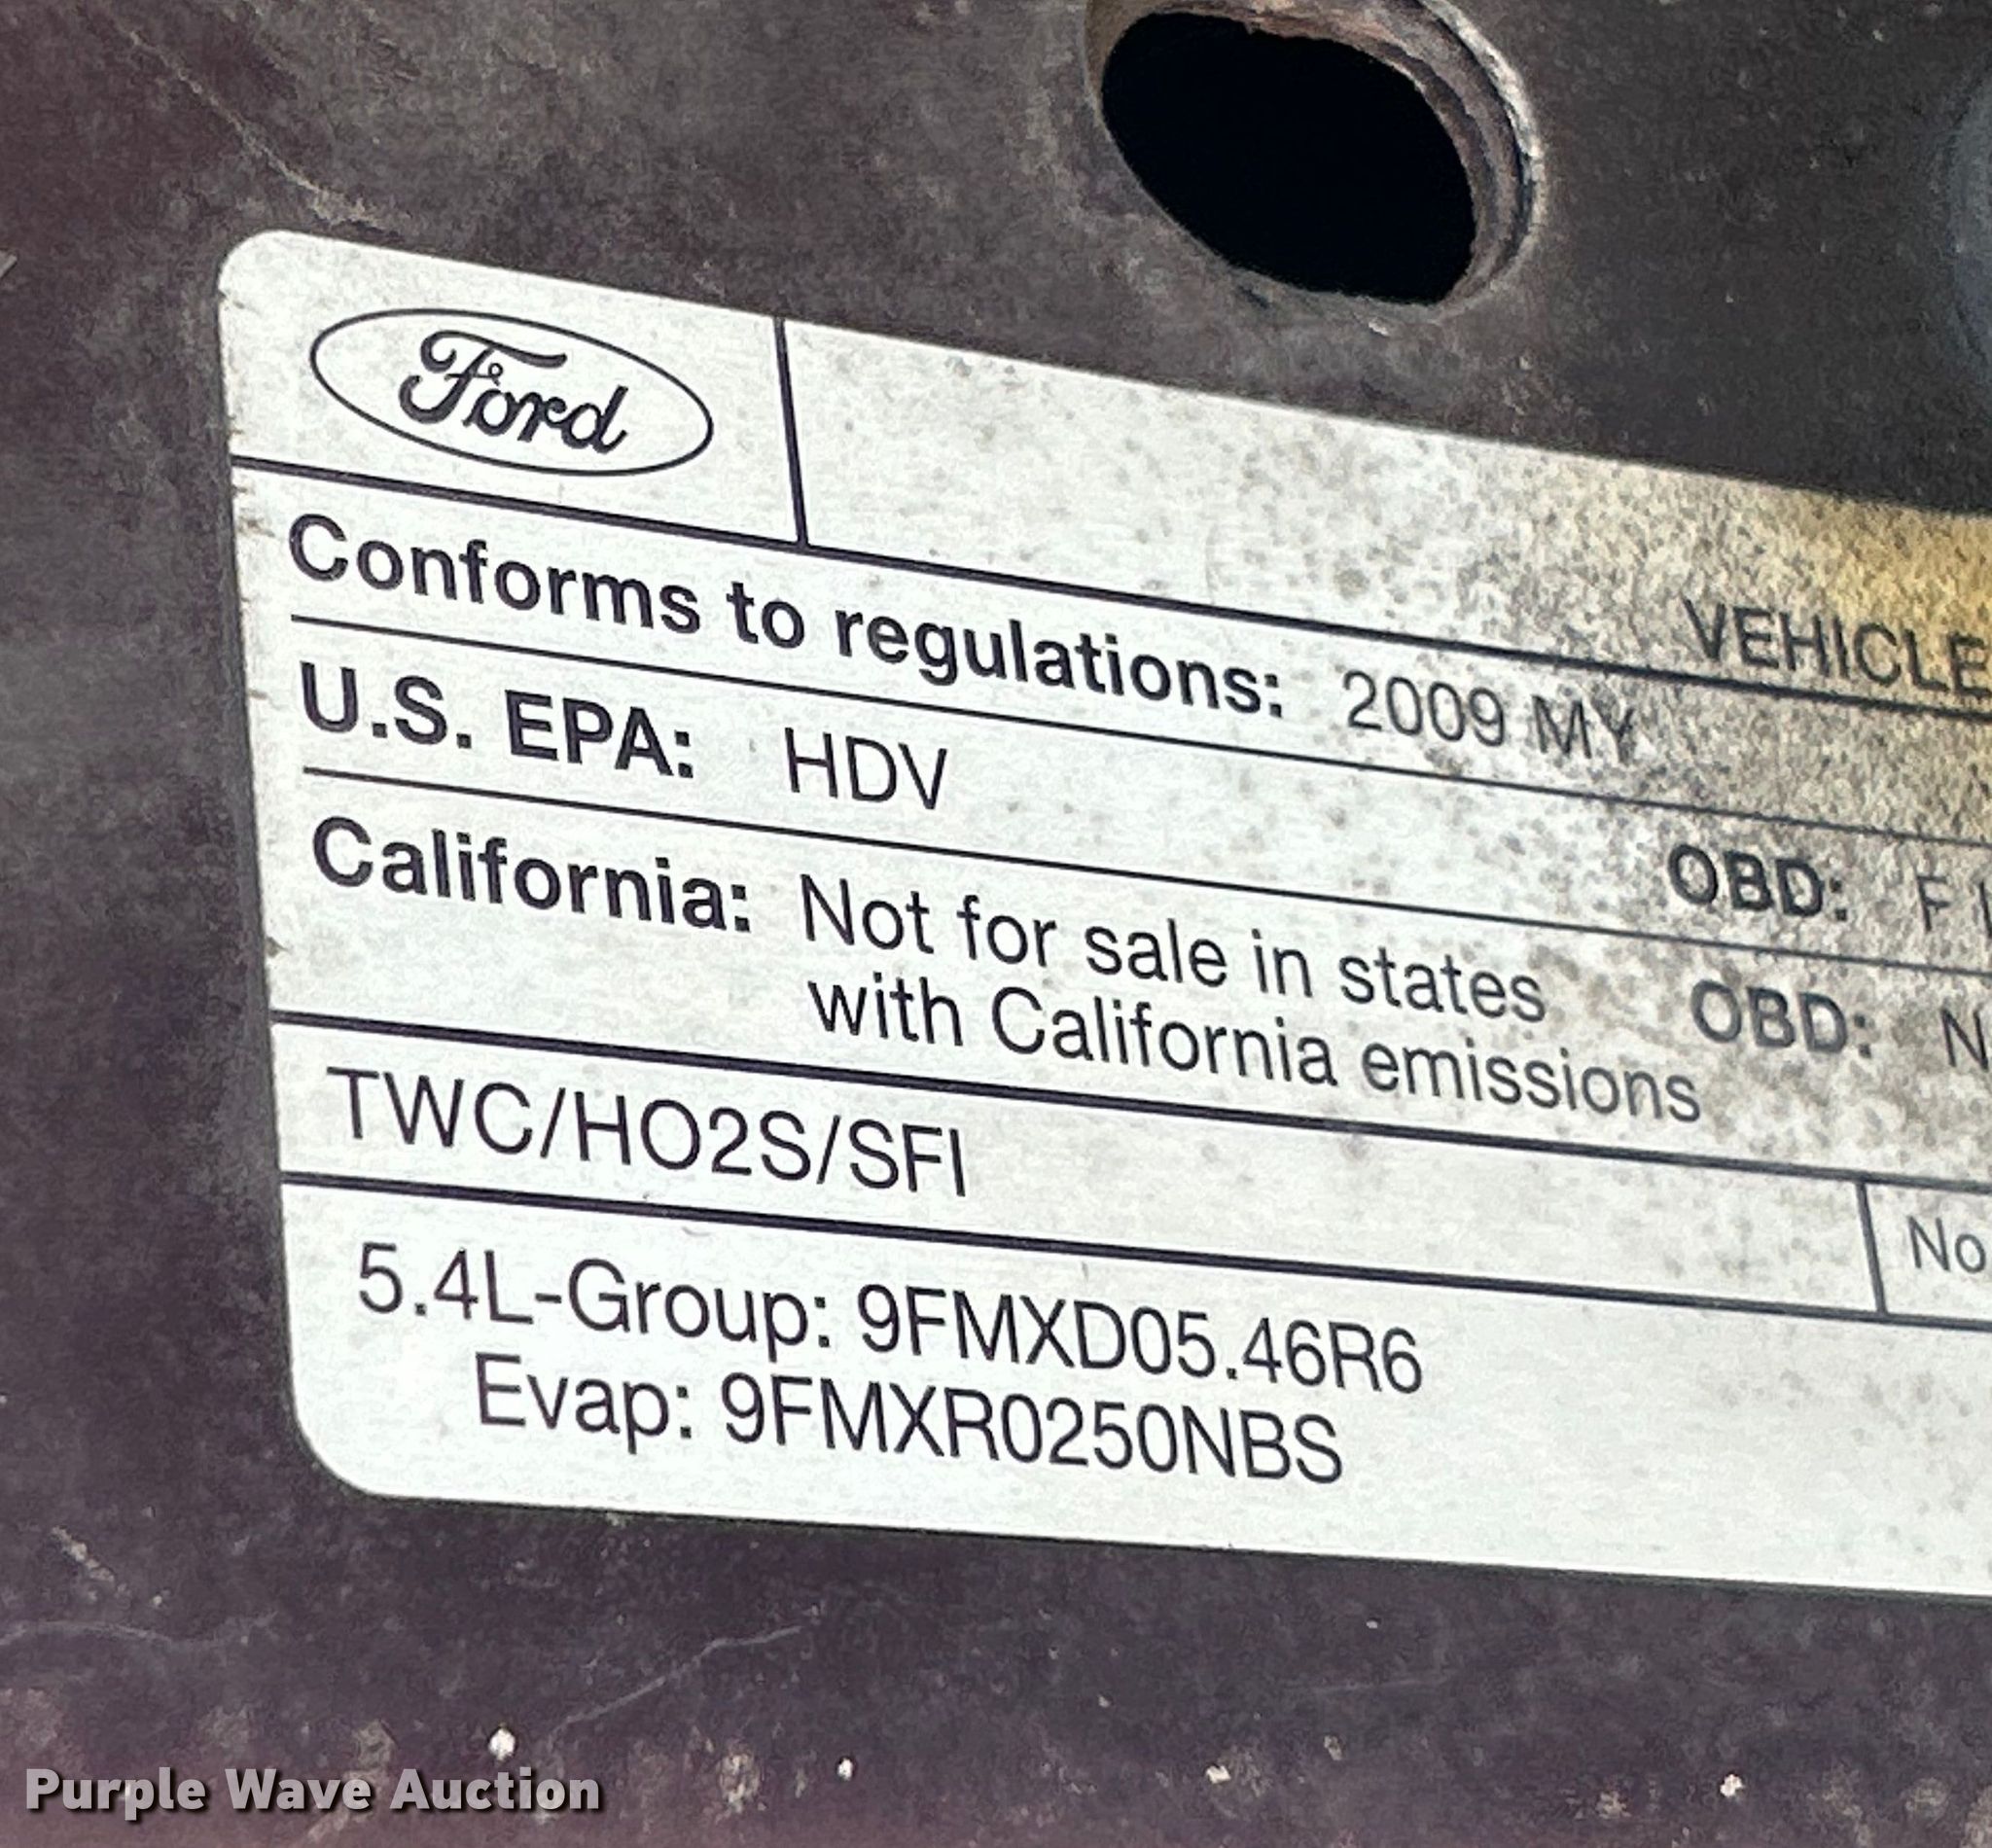 Ford
VEHICLE
Conforms to regulations: 2009 MY
U.S. EPA: HDV OBD: F
California: Not for sale in states OBD: N
with California emissions
TWC/HO2S/SFI No
5.4L-Group: 9FMXD05.46R6
Evap: 9FMXR0250NBS
Purple Wave Auction